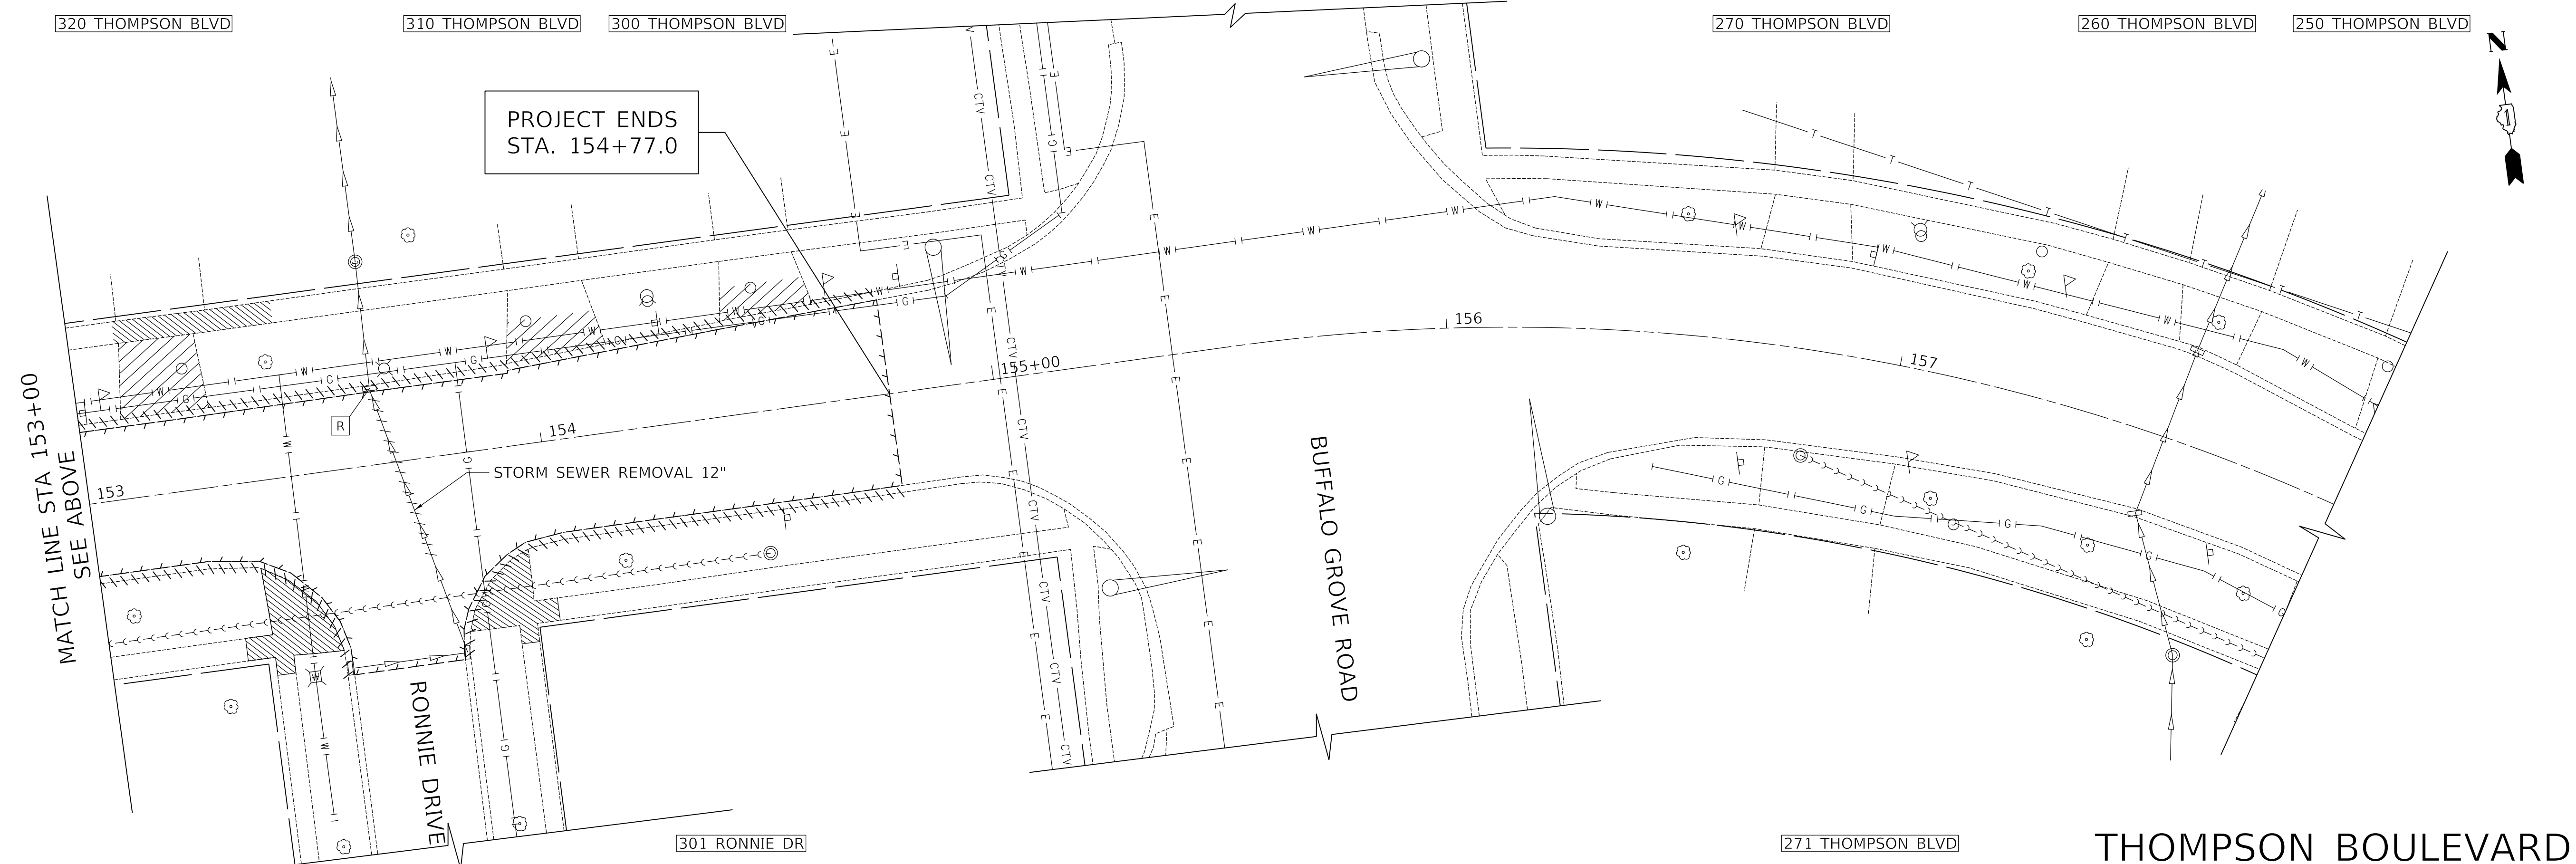 320 THOMPSON BLVD
310 THOMPSON BLVD
300 THOMPSON BLVD
270 THOMPSON BLVD
260 THOMPSON BLVD
250 THOMPSON BLVD
N
PROJECT ENDS
STA. 154+77.0
156
157
155+00
154
153
R
STORM SEWER REMOVAL 12"
MATCH LINE STA 153+00
SEE ABOVE
BUFFALO GROVE ROAD
RONNIE DRIVE
301 RONNIE DR
271 THOMPSON BLVD
THOMPSON BOULEVARD